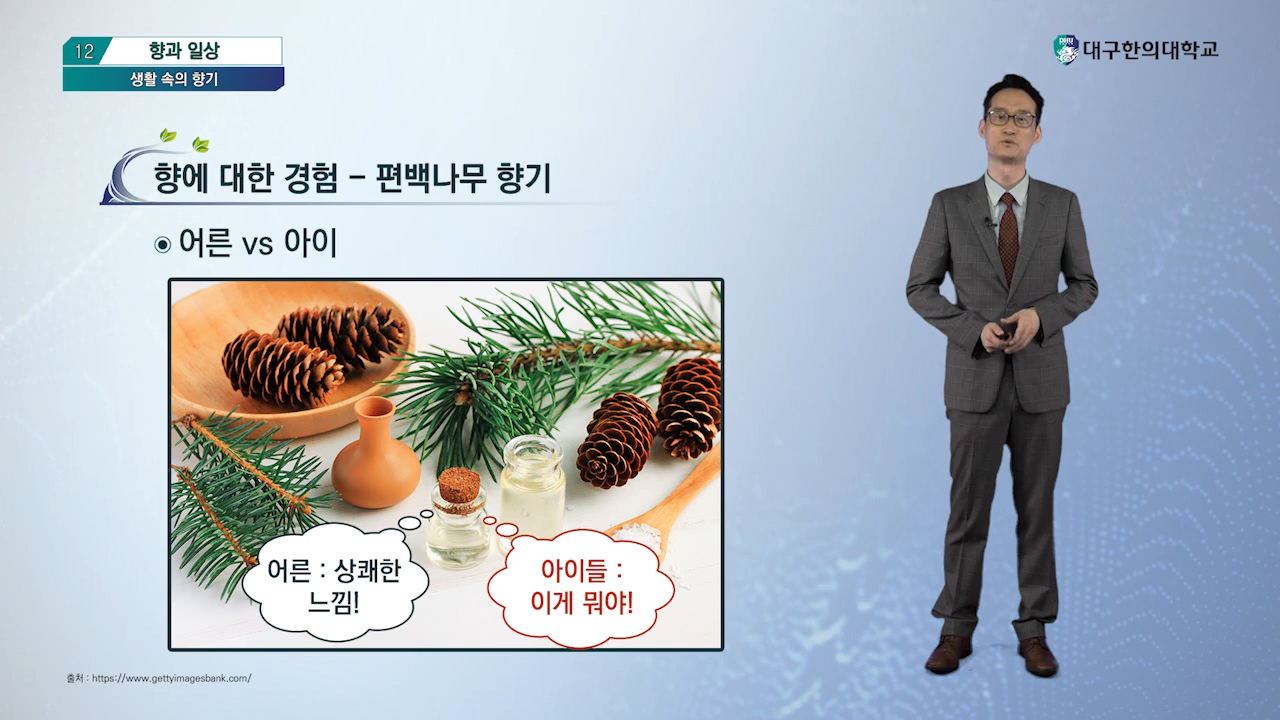 12 향과 일상
생활 속의 향기
대구한의대학교
향에 대한 경험 - 편백나무 향기
어른 vs 아이
어른 : 상쾌한
느낌!
아이들 :
이게 뭐야!
출처 : https://www.gettyimagesbank.com/